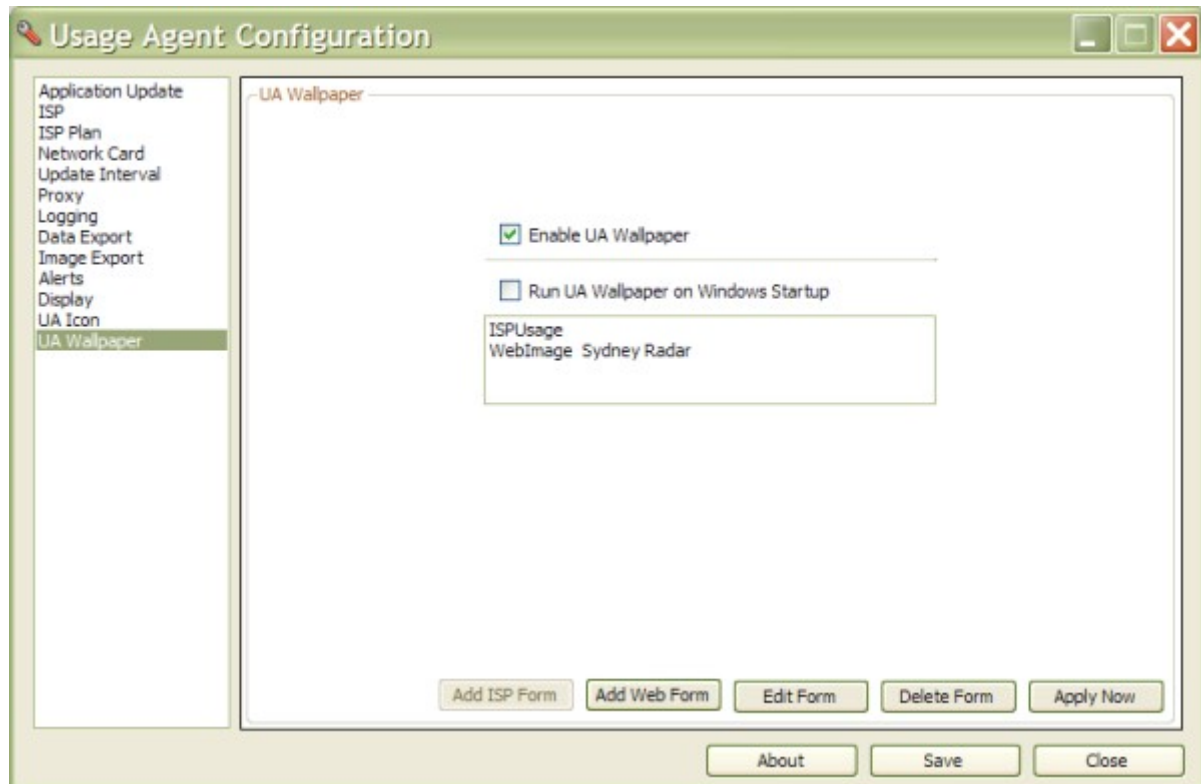 Usage Agent Configuration
Application Update
ISP
ISP Plan
Network Card
Update Interval
Proxy
Logging
Data Export
Image Export
Alerts
Display
UA Icon
UA Wallpaper
UA Wallpaper
Enable UA Wallpaper
Run UA Wallpaper on Windows Startup
ISPUsage
WebImage Sydney Radar
Add ISP Form Add Web Form Edit Form Delete Form Apply Now
About Save Close